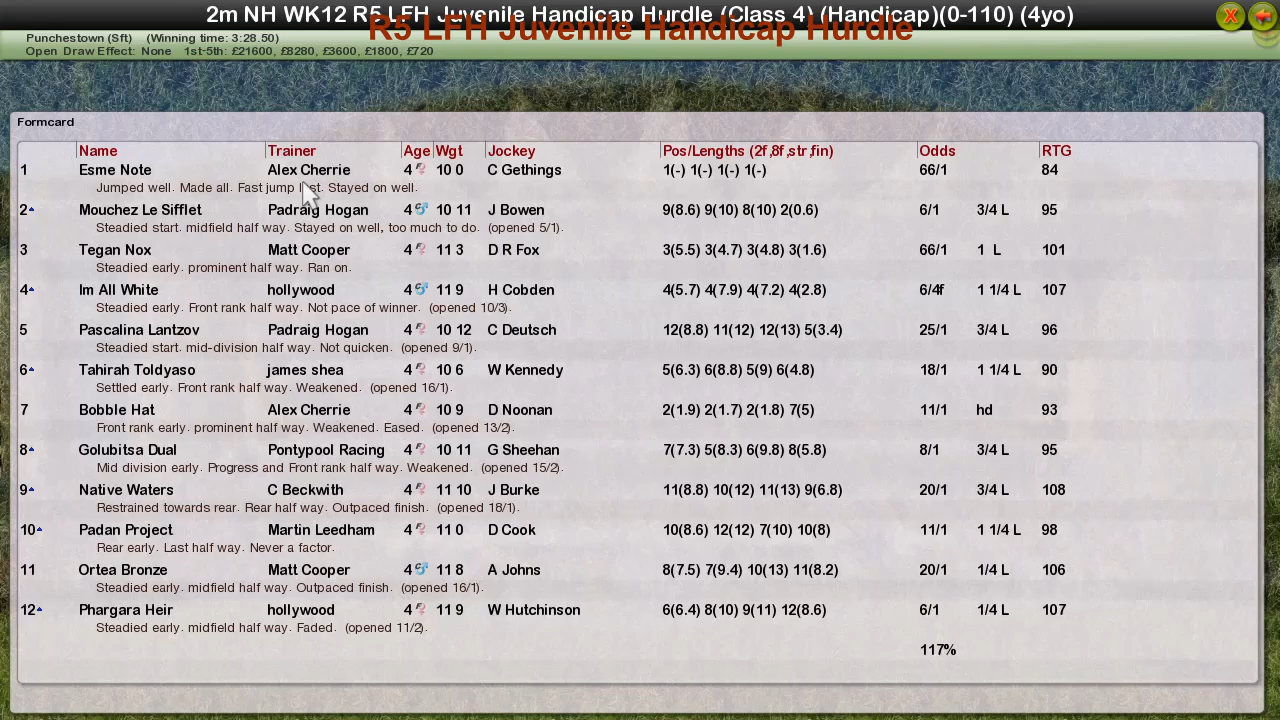 2m NH WK12 R5 LFH Juvenile Handicap Hurdle (Class 4) (Handicap)(0-110) (4yo)
R5 LFH Juvenile Handicap Hurdle
Punchestown (Sft) (Winning time: 3:28.50)
Open Draw Effect: None 1st-5th: £21600, £8280, £3600, £1800, £720
Formcard
Name Trainer Age Wgt Jockey Pos/Lengths (2f,8f,str,fin) Odds RTG
1 Esme Note Alex Cherrie 4 10 0 C Gethings 1(-) 1(-) 1(-) 1(-) 66/1 84
Jumped well. Made all. Fast jump last. Stayed on well.
2 Mouchez Le Sifflet Padraig Hogan 4 10 11 J Bowen 9(8.6) 9(10) 8(10) 2(0.6) 6/1 3/4 L 95
Steadied start. midfield half way. Stayed on well, too much to do. (opened 5/1).
3 Tegan Nox Matt Cooper 4 11 3 D R Fox 3(5.5) 3(4.7) 3(4.8) 3(1.6) 66/1 1 L 101
Steadied early. prominent half way. Ran on.
4 Im All White hollywood 4 11 9 H Cobden 4(5.7) 4(7.9) 4(7.2) 4(2.8) 6/4f 1 1/4 L 107
Steadied early. Front rank half way. Not pace of winner. (opened 10/3).
5 Pascalina Lantzov Padraig Hogan 4 10 12 C Deutsch 12(8.8) 11(12) 12(13) 5(3.4) 25/1 3/4 L 96
Steadied start. mid-division half way. Not quicken. (opened 9/1).
6 Tahirah Toldyaso james shea 4 10 6 W Kennedy 5(6.3) 6(8.8) 5(9) 6(4.8) 18/1 1 1/4 L 90
Settled early. Front rank half way. Weakened. (opened 16/1).
7 Bobble Hat Alex Cherrie 4 10 9 D Noonan 2(1.9) 2(1.7) 2(1.8) 7(5) 11/1 hd 93
Front rank early. prominent half way. Weakened. Eased. (opened 13/2).
8 Golubitsa Dual Pontypool Racing 4 10 11 G Sheehan 7(7.3) 5(8.3) 6(9.8) 8(5.8) 8/1 3/4 L 95
Mid division early. Progress and Front rank half way. Weakened. (opened 15/2).
9 Native Waters C Beckwith 4 11 10 J Burke 11(8.8) 10(12) 11(13) 9(6.8) 20/1 3/4 L 108
Restrained towards rear. Rear half way. Outpaced finish. (opened 18/1).
10 Padan Project Martin Leedham 4 11 0 D Cook 10(8.6) 12(12) 7(10) 10(8) 11/1 1 1/4 L 98
Rear early. Last half way. Never a factor.
11 Ortea Bronze Matt Cooper 4 11 8 A Johns 8(7.5) 7(9.4) 10(13) 11(8.2) 20/1 1/4 L 106
Steadied early. midfield half way. Outpaced finish. (opened 16/1).
12 Phargara Heir hollywood 4 11 9 W Hutchinson 6(6.4) 8(10) 9(11) 12(8.6) 6/1 1/4 L 107
Steadied early. midfield half way. Faded. (opened 11/2).
117%